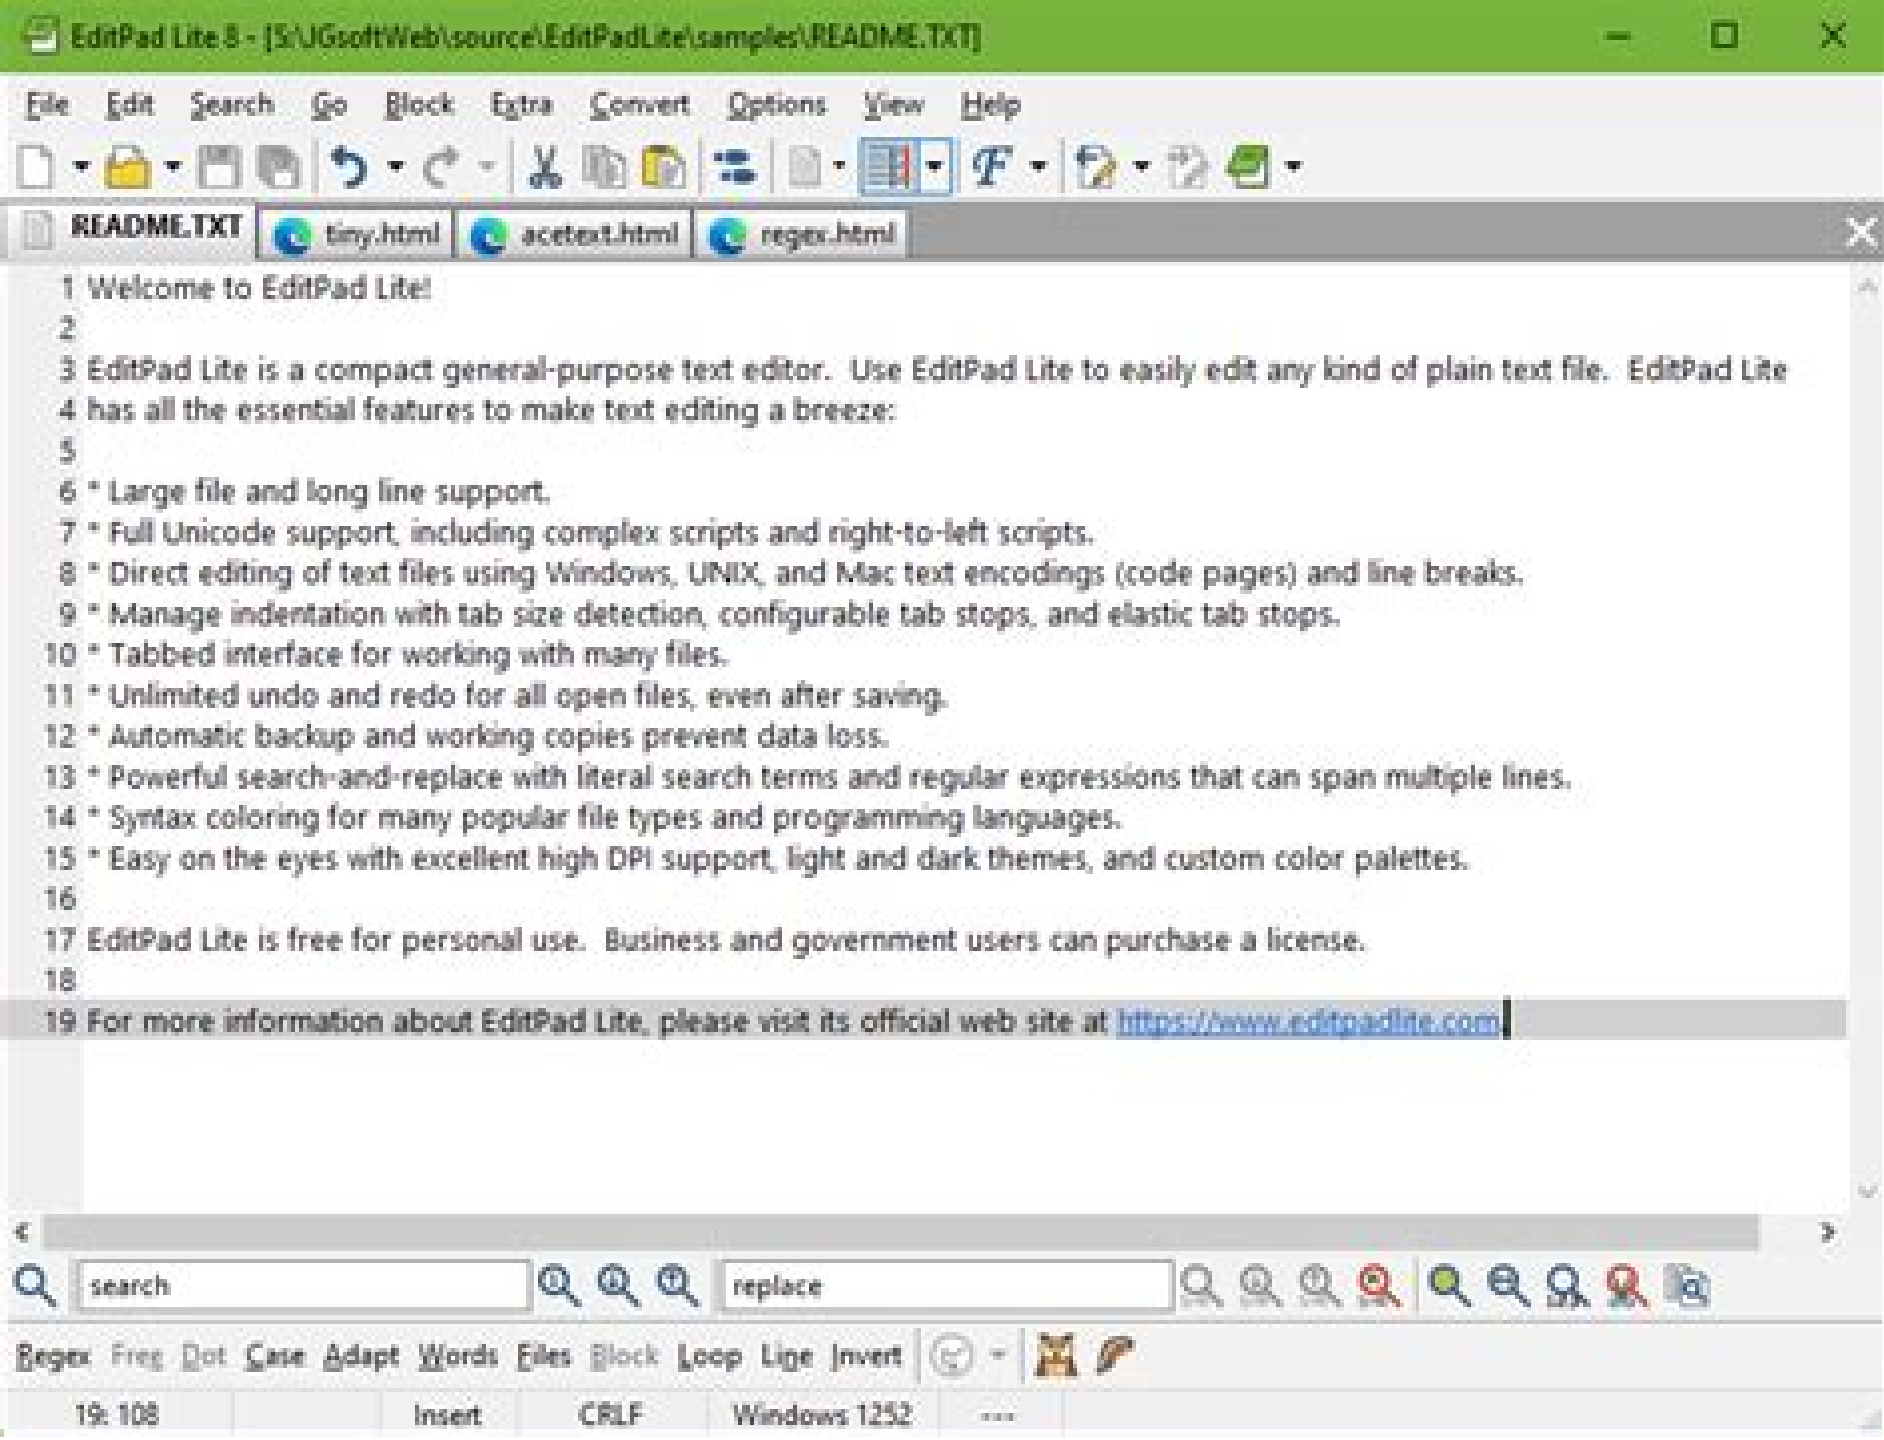 EditPad Lite 8 - [S:\JGsoftWeb\source\EditPadLite\samples\README.TXT]
File Edit Search Go Block Extra Convert Options View Help
README.TXT tiny.html acetext.html regex.html
1 Welcome to EditPad Lite!
2
3 EditPad Lite is a compact general-purpose text editor.  Use EditPad Lite to easily edit any kind of plain text file.  EditPad Lite
4 has all the essential features to make text editing a breeze:
5
6 * Large file and long line support.
7 * Full Unicode support, including complex scripts and right-to-left scripts.
8 * Direct editing of text files using Windows, UNIX, and Mac text encodings (code pages) and line breaks.
9 * Manage indentation with tab size detection, configurable tab stops, and elastic tab stops.
10 * Tabbed interface for working with many files.
11 * Unlimited undo and redo for all open files, even after saving.
12 * Automatic backup and working copies prevent data loss.
13 * Powerful search-and-replace with literal search terms and regular expressions that can span multiple lines.
14 * Syntax coloring for many popular file types and programming languages.
15 * Easy on the eyes with excellent high DPI support, light and dark themes, and custom color palettes.
16
17 EditPad Lite is free for personal use.  Business and government users can purchase a license.
18
19 For more information about EditPad Lite, please visit its official web site at https://www.editpadlite.com.
search replace
Regex Free Dot Case Adapt Words Files Block Loop Line Invert
19: 108 Insert CRLF Windows 1252 ---